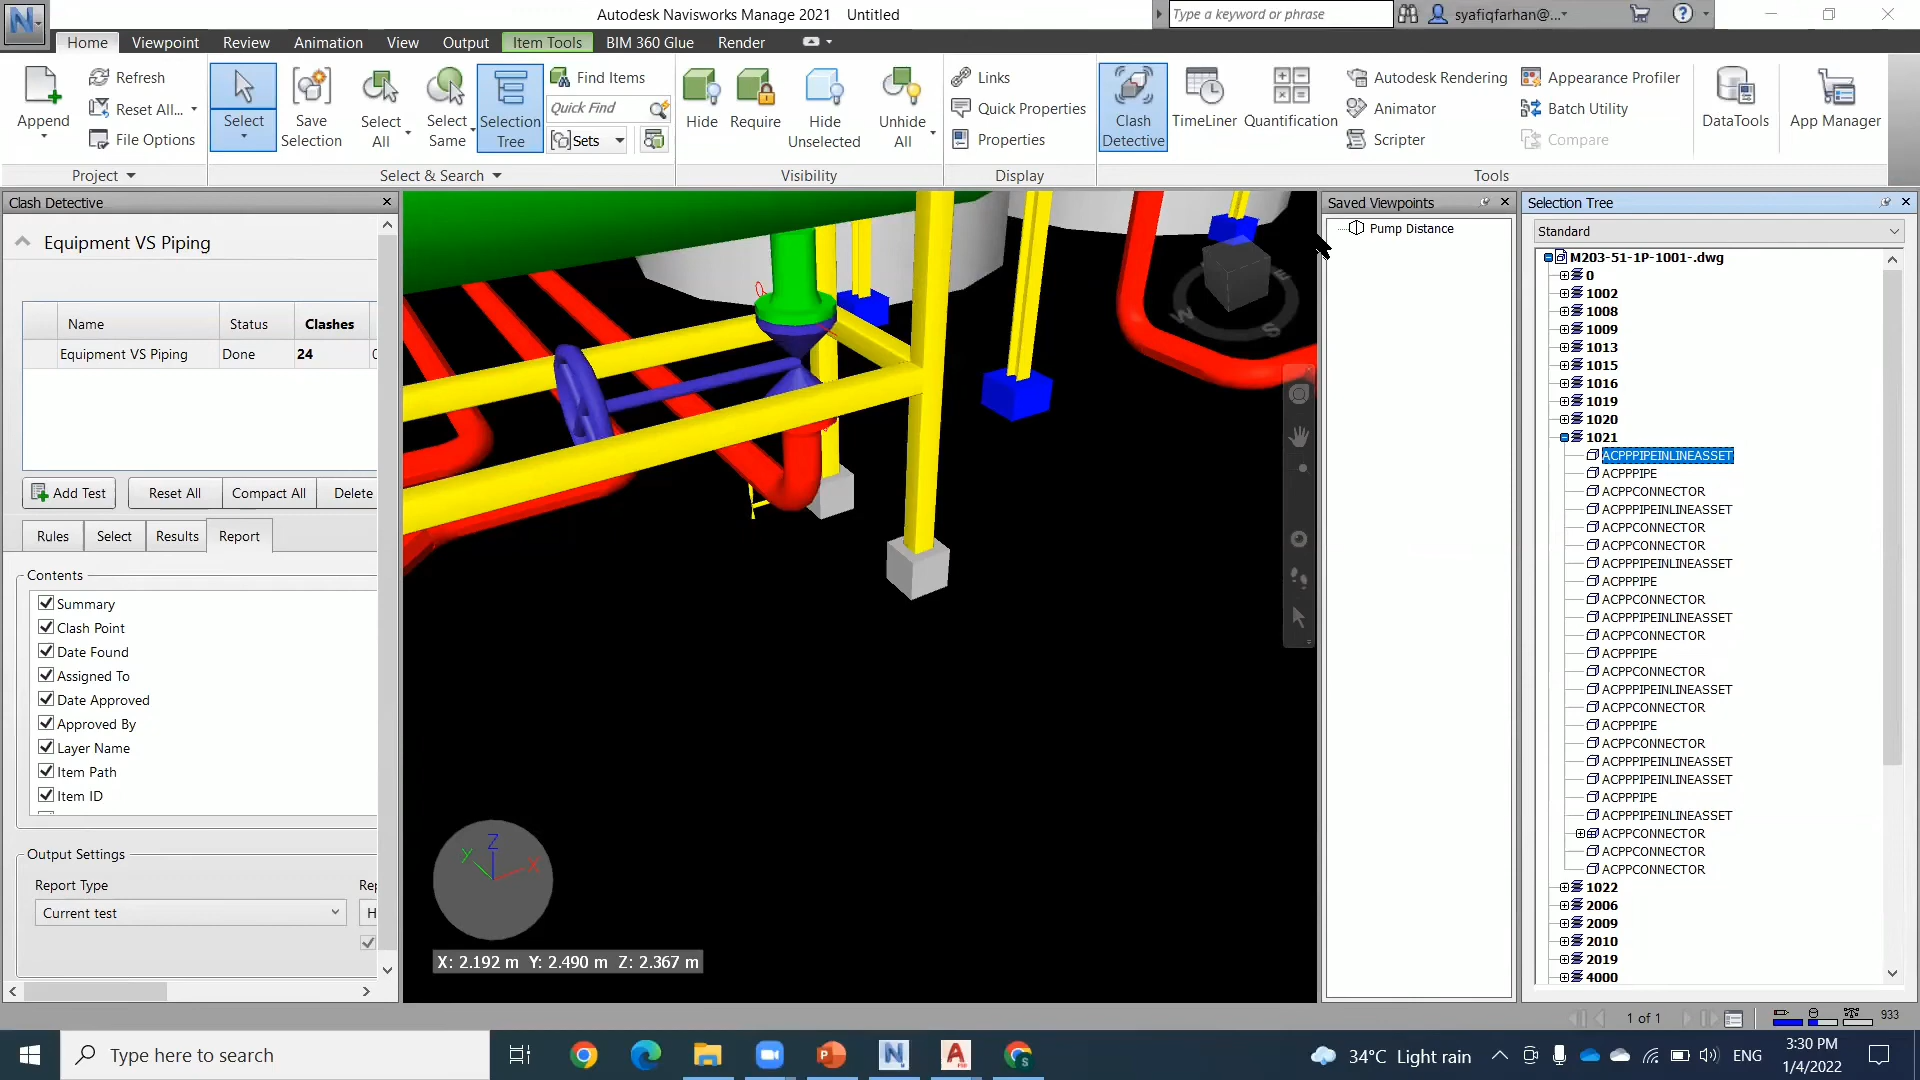 Autodesk Navisworks Manage 2021 Untitled
Type a keyword or phrase
syafiqfarhan@...
Home Viewpoint Review Animation View Output Item Tools BIM 360 Glue Render
Append
Refresh
Reset All...
File Options
Project
Select
Save Selection
Select All
Select Same
Selection Tree
Find Items
Quick Find
Sets
Select & Search
Hide
Require
Hide Unselected
Unhide All
Visibility
Links
Quick Properties
Properties
Display
Clash Detective
TimeLiner
Quantification
Autodesk Rendering
Animator
Scripter
Appearance Profiler
Batch Utility
Compare
DataTools
App Manager
Tools
Clash Detective
Equipment VS Piping
Name Status Clashes
Equipment VS Piping Done 24
Add Test Reset All Compact All Delete
Rules Select Results Report
Contents
Summary
Clash Point
Date Found
Assigned To
Date Approved
Approved By
Layer Name
Item Path
Item ID
Output Settings
Report Type
Current test
W
S
E
Z
Y
X
X: 2.192 m Y: 2.490 m Z: 2.367 m
Saved Viewpoints
Pump Distance
Selection Tree
Standard
M203-51-1P-1001-.dwg
0
1002
1008
1009
1013
1015
1016
1019
1020
1021
ACPPPIPEINLINEASSET
ACPPPIPE
ACPPCONNECTOR
ACPPPIPEINLINEASSET
ACPPCONNECTOR
ACPPCONNECTOR
ACPPPIPEINLINEASSET
ACPPPIPE
ACPPCONNECTOR
ACPPPIPEINLINEASSET
ACPPCONNECTOR
ACPPPIPE
ACPPCONNECTOR
ACPPPIPEINLINEASSET
ACPPCONNECTOR
ACPPPIPE
ACPPCONNECTOR
ACPPPIPEINLINEASSET
ACPPPIPEINLINEASSET
ACPPPIPE
ACPPPIPEINLINEASSET
ACPPCONNECTOR
ACPPCONNECTOR
ACPPCONNECTOR
1022
2006
2009
2010
2019
4000
1 of 1
933
Type here to search
34°C Light rain
ENG
3:30 PM
1/4/2022